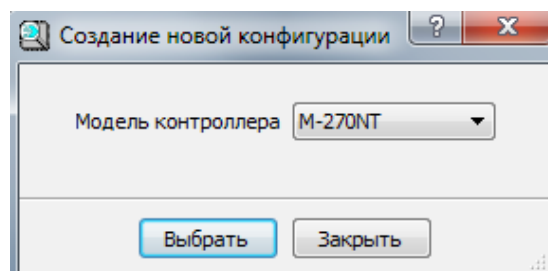 Создание новой конфигурации
Модель контроллера M-270NT
Выбрать Закрыть